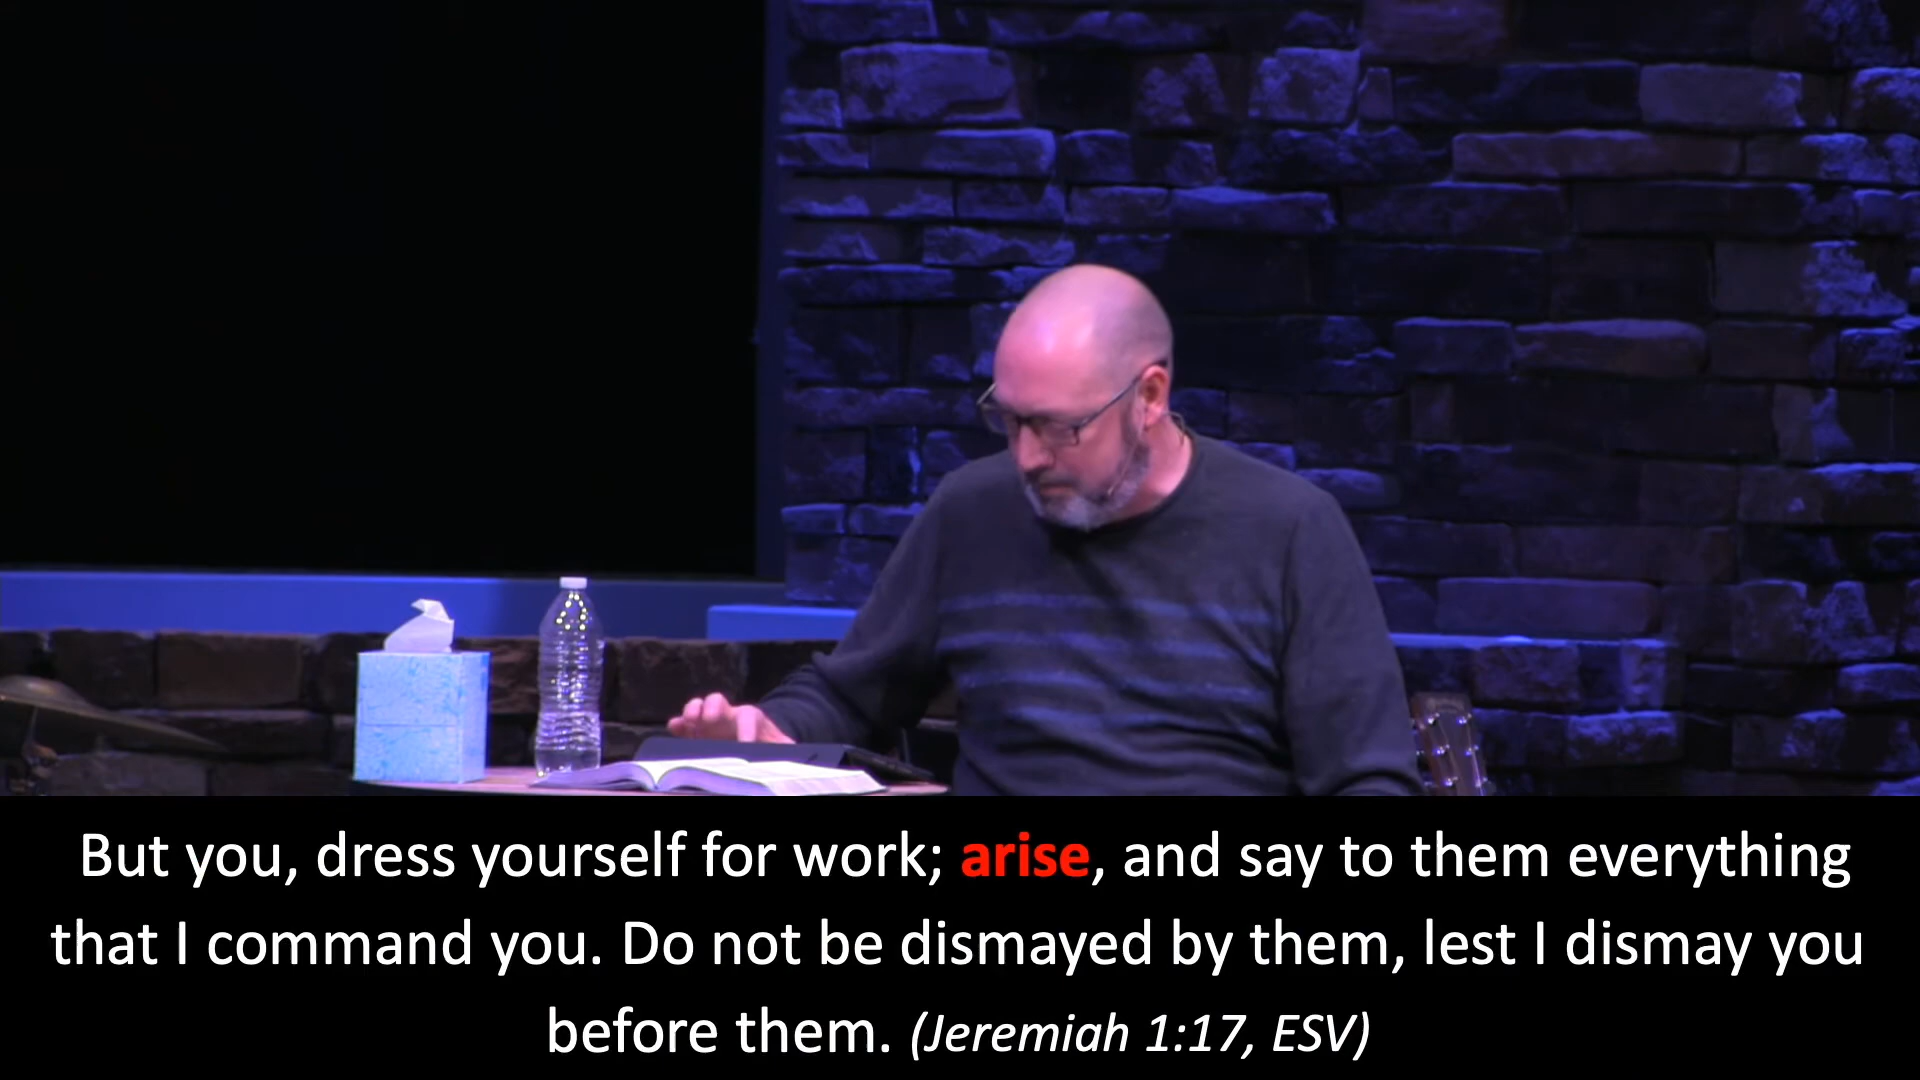 But you, dress yourself for work; arise, and say to them everything
that I command you. Do not be dismayed by them, lest I dismay you
before them. (Jeremiah 1:17, ESV)